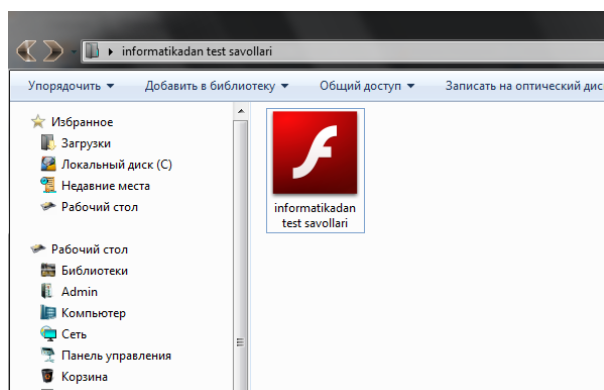 informatikadan test savollari
Упорядочить
Добавить в библиотеку
Общий доступ
Записать на оптический дис
Избранное
Загрузки
Локальный диск (C)
Недавние места
Рабочий стол
Рабочий стол
Библиотеки
Admin
Компьютер
Сеть
Панель управления
Корзина
informatikadan
test savollari